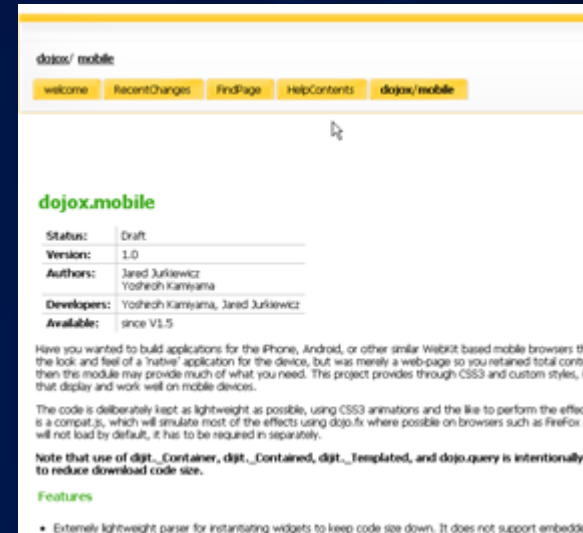 dojox/ mobile
welcome RecentChanges FindPage HelpContents dojox/mobile
dojox.mobile
Status: Draft
Version: 1.0
Authors: Jared Jurkiewicz
Yoshiroh Kamiyama
Developers: Yoshiroh Kamiyama, Jared Jurkiewicz
Available: since V1.5
Have you wanted to build applications for the iPhone, Android, or other similar WebKit based mobile browsers
the look and feel of a 'native' application for the device, but was merely a web-page so you retained total
then this module may provide much of what you need. This project provides through CSS3 and custom styles,
that display and work well on mobile devices.
The code is deliberately kept as lightweight as possible, using CSS3 animations and the like to perform the
is a compat.js, which will simulate most of the effects using dojo.fx where possible on browsers such as FireFox
will not load by default, it has to be required in separately.
Note that use of dijit._Container, dijit._Contained, dijit._Templated, and dojo.query is intentionally
to reduce download code size.
Features
• Extemely lightweight parser for instantiating widgets to keep code size down. It does not support